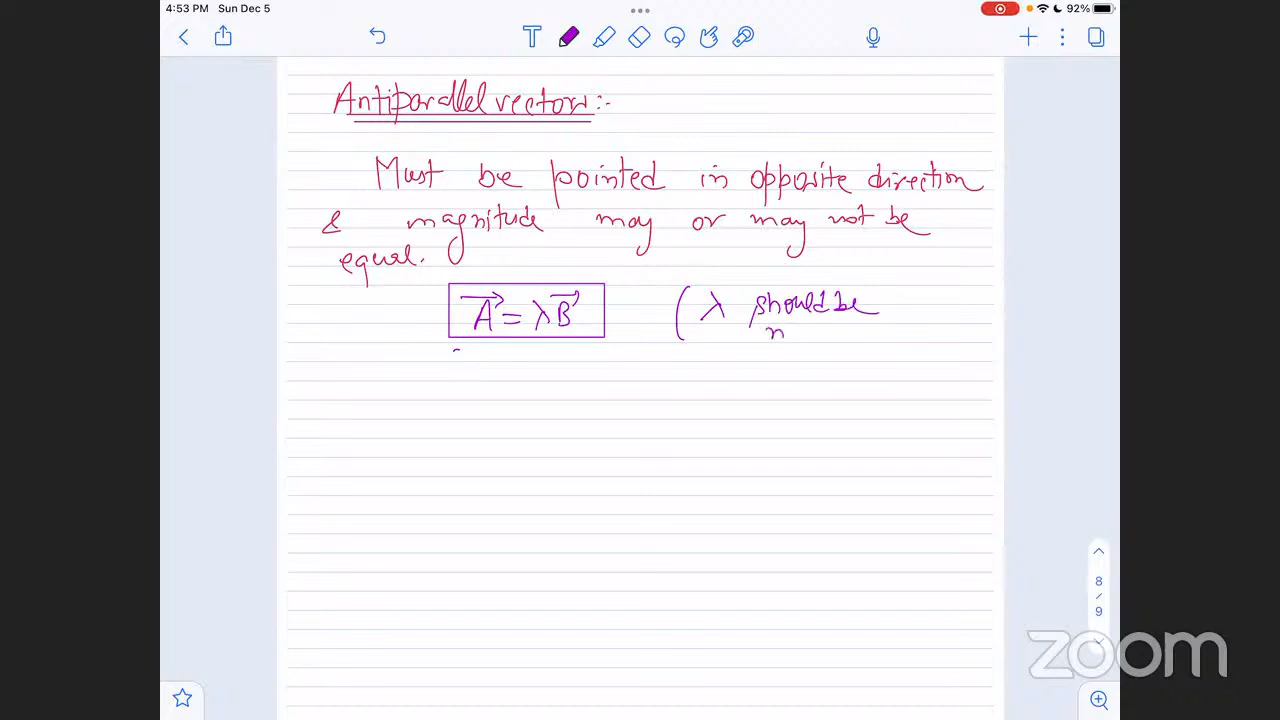 4:53 PM Sun Dec 5
92%
Antiparallel vectors:-
Must be pointed in opposite direction
& magnitude may or may not be
equal.
A⃗ = λB⃗ (λ should be
n
8
/
9
zoom